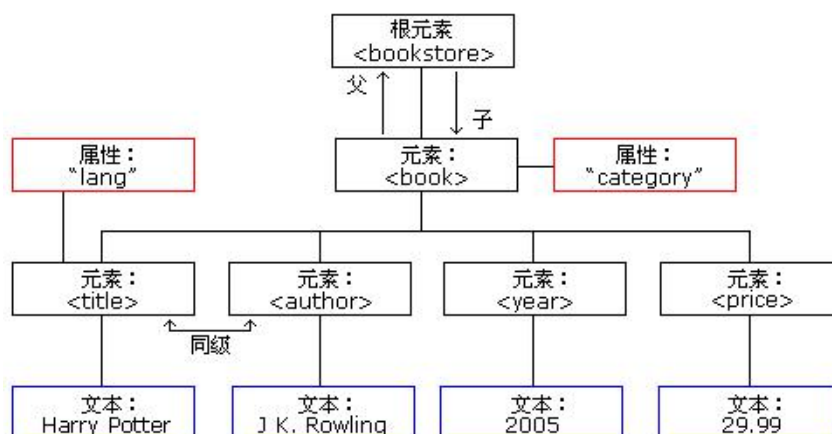 根元素
<bookstore>
父
子
属性：
“lang”
元素：
<book>
属性：
“category”
元素：
<title>
元素：
<author>
元素：
<year>
元素：
<price>
同级
文本：
Harry Potter
文本：
J K. Rowling
文本：
2005
文本：
29.99